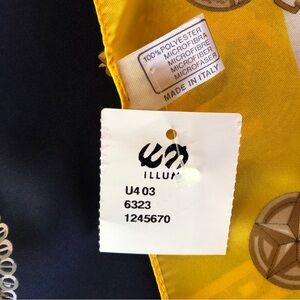 100% POLYESTER
MICROFIBRA
MICROFIBRE
MICROFIBER
MICROFASER
MADE IN ITALY
ILLUM
U4 03
6323
1245670